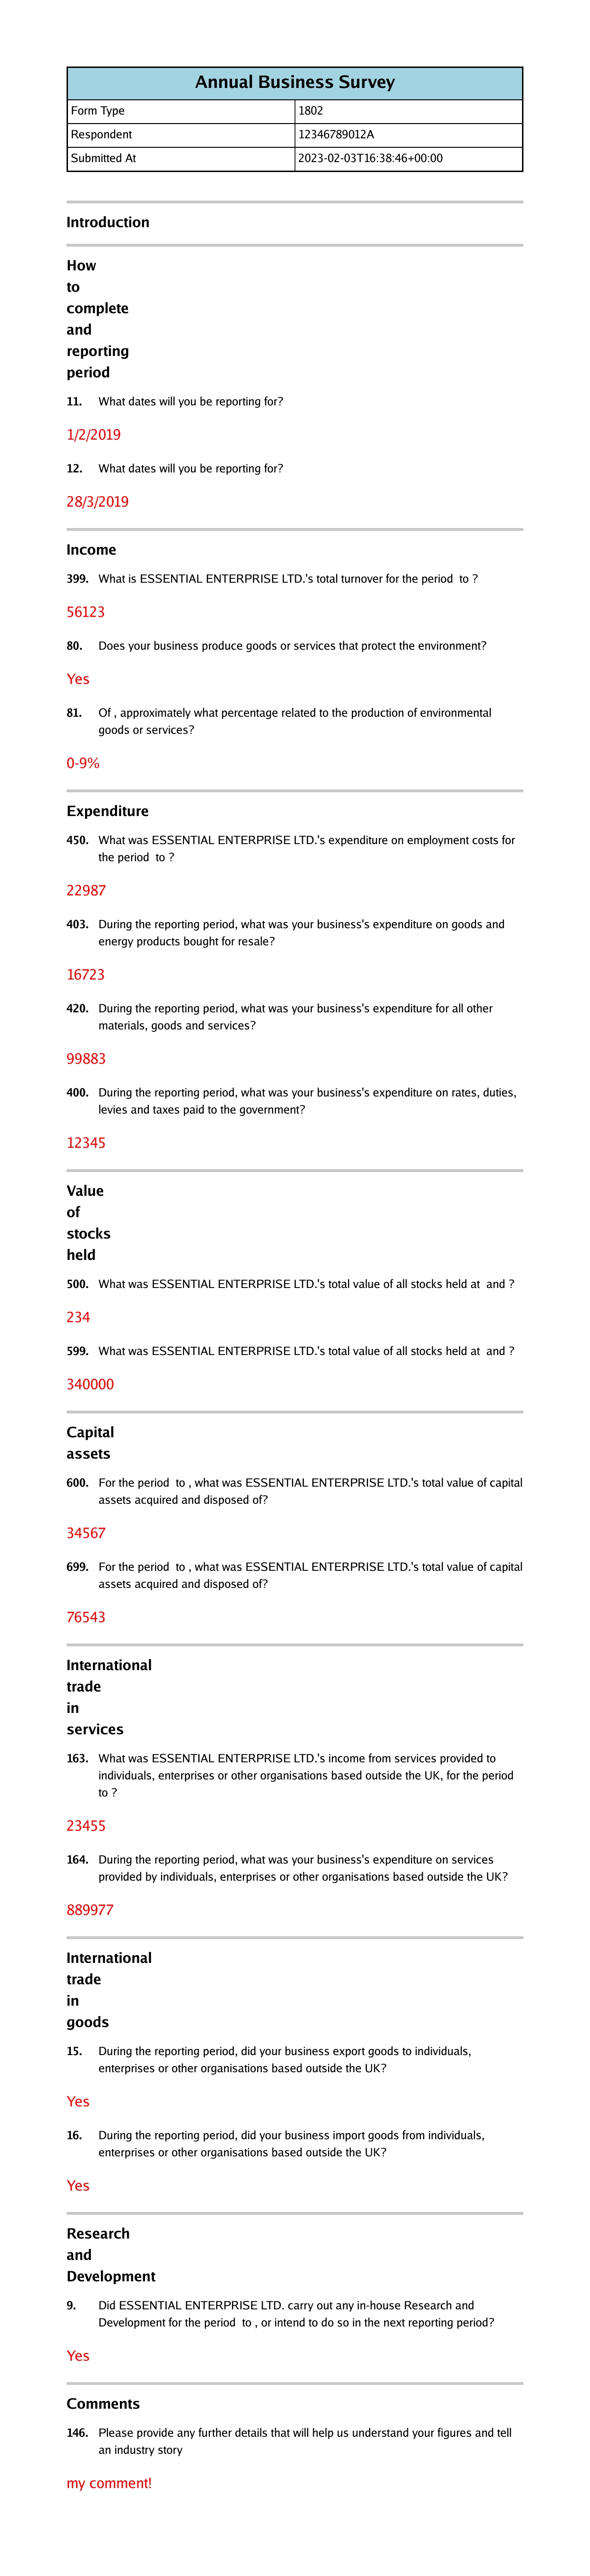 Annual Business Survey
Form Type 1802
Respondent 12346789012A
Submitted At 2023-02-03T16:38:46+00:00
Introduction
How
to
complete
and
reporting
period
11. What dates will you be reporting for?
1/2/2019
12. What dates will you be reporting for?
28/3/2019
Income
399. What is ESSENTIAL ENTERPRISE LTD.'s total turnover for the period  to ?
56123
80. Does your business produce goods or services that protect the environment?
Yes
81. Of , approximately what percentage related to the production of environmental
goods or services?
0-9%
Expenditure
450. What was ESSENTIAL ENTERPRISE LTD.'s expenditure on employment costs for
the period  to ?
22987
403. During the reporting period, what was your business's expenditure on goods and
energy products bought for resale?
16723
420. During the reporting period, what was your business's expenditure for all other
materials, goods and services?
99883
400. During the reporting period, what was your business's expenditure on rates, duties,
levies and taxes paid to the government?
12345
Value
of
stocks
held
500. What was ESSENTIAL ENTERPRISE LTD.'s total value of all stocks held at  and ?
234
599. What was ESSENTIAL ENTERPRISE LTD.'s total value of all stocks held at  and ?
340000
Capital
assets
600. For the period  to , what was ESSENTIAL ENTERPRISE LTD.'s total value of capital
assets acquired and disposed of?
34567
699. For the period  to , what was ESSENTIAL ENTERPRISE LTD.'s total value of capital
assets acquired and disposed of?
76543
International
trade
in
services
163. What was ESSENTIAL ENTERPRISE LTD.'s income from services provided to
individuals, enterprises or other organisations based outside the UK, for the period
to ?
23455
164. During the reporting period, what was your business's expenditure on services
provided by individuals, enterprises or other organisations based outside the UK?
889977
International
trade
in
goods
15. During the reporting period, did your business export goods to individuals,
enterprises or other organisations based outside the UK?
Yes
16. During the reporting period, did your business import goods from individuals,
enterprises or other organisations based outside the UK?
Yes
Research
and
Development
9. Did ESSENTIAL ENTERPRISE LTD. carry out any in-house Research and
Development for the period  to , or intend to do so in the next reporting period?
Yes
Comments
146. Please provide any further details that will help us understand your figures and tell
an industry story
my comment!